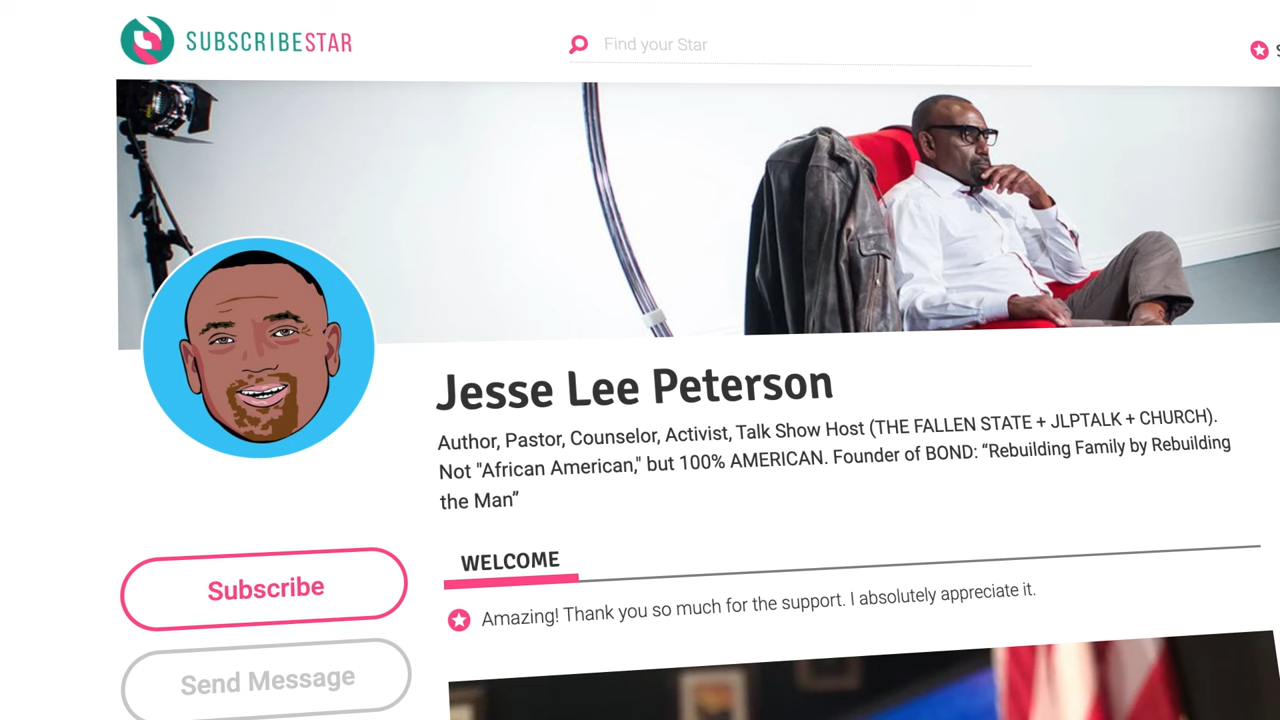 SUBSCRIBESTAR
Find your Star
Jesse Lee Peterson
Author, Pastor, Counselor, Activist, Talk Show Host (THE FALLEN STATE + JLPTALK + CHURCH).
Not "African American," but 100% AMERICAN. Founder of BOND: “Rebuilding Family by Rebuilding
the Man”
WELCOME
Amazing! Thank you so much for the support. I absolutely appreciate it.
Subscribe
Send Message